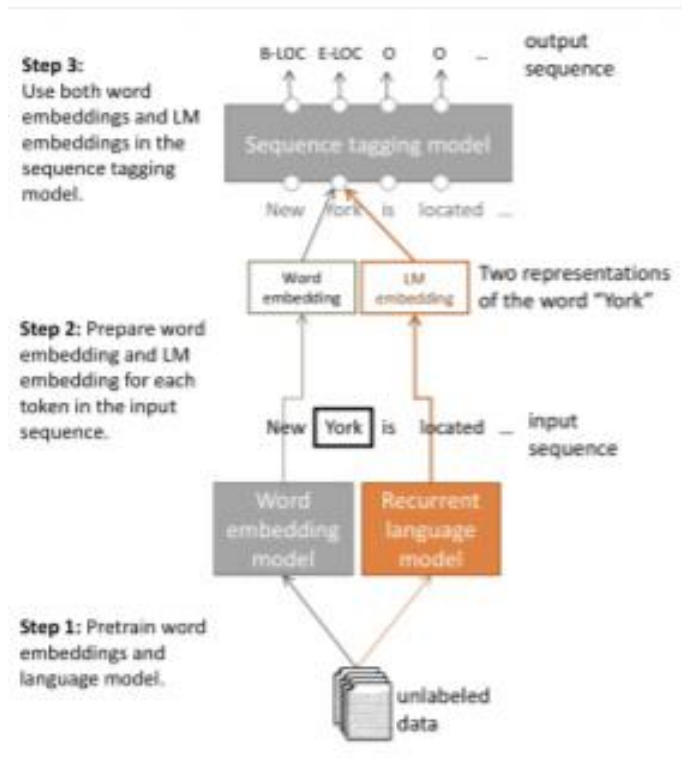 B-LOC E-LOC O O ...
output
sequence
Step 3:
Use both word
embeddings and LM
embeddings in the
sequence tagging
model.
Sequence tagging model
New York is located ...
Word
embedding
LM
embedding
Two representations
of the word “York”
Step 2: Prepare word
embedding and LM
embedding for each
token in the input
sequence.
New York is located ...
input
sequence
Word
embedding
model
Recurrent
language
model
Step 1: Pretrain word
embeddings and
language model.
unlabeled
data